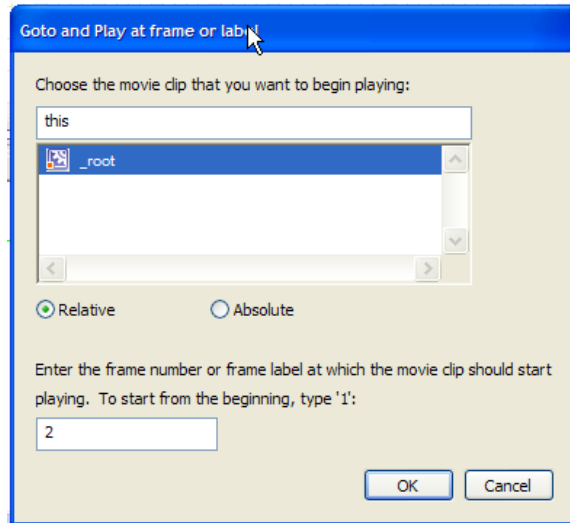 Goto and Play at frame or label
Choose the movie clip that you want to begin playing:
this
_root
Relative
Absolute
Enter the frame number or frame label at which the movie clip should start
playing. To start from the beginning, type '1':
2
OK
Cancel